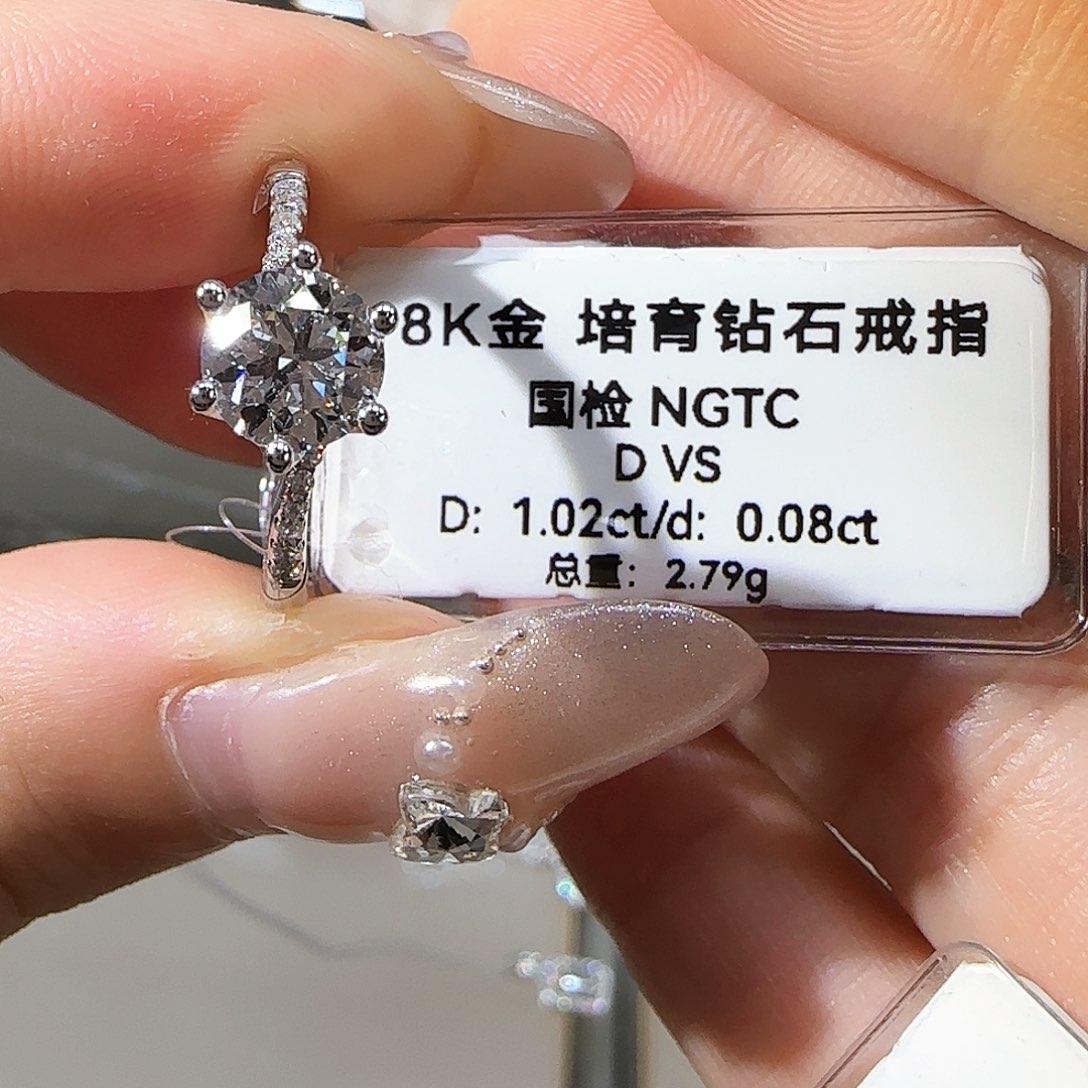 8K金 培育钻石戒指
国检 NGTC
D VS
D: 1.02ct/d: 0.08ct
总重: 2.79g